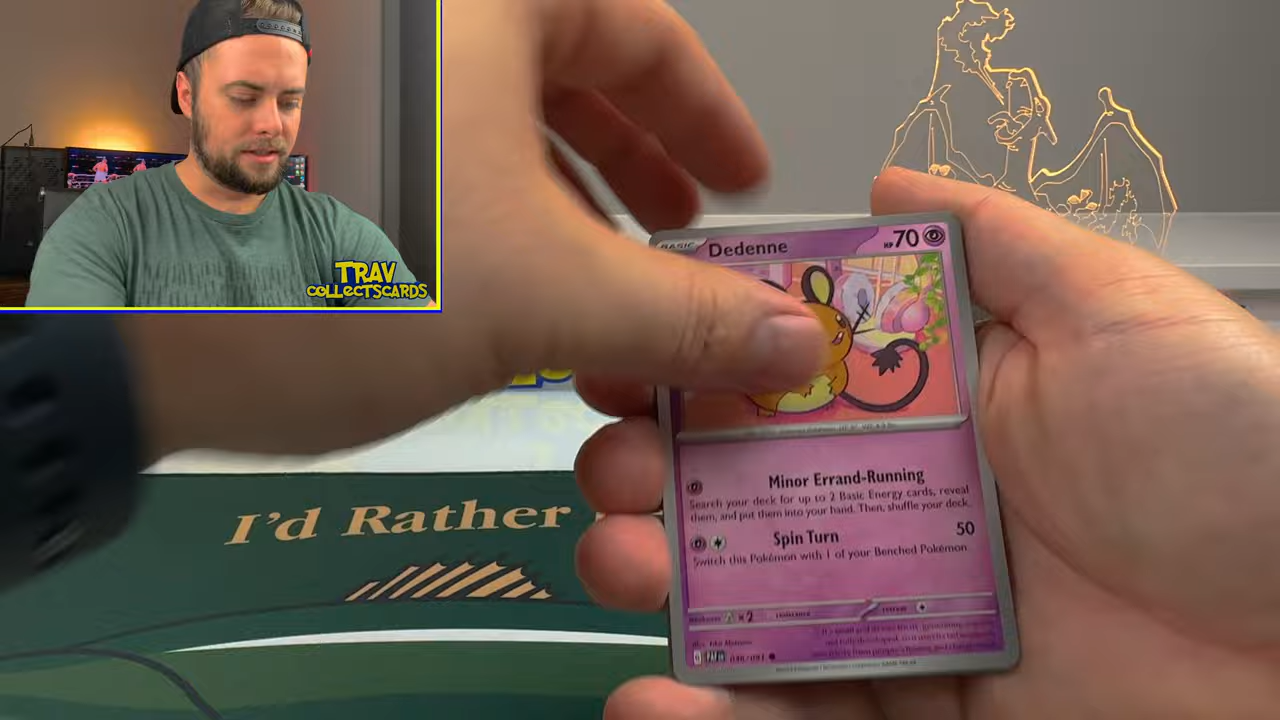 TRAV
COLLECTSCARDS
BASIC
Dedenne
HP 70
Minor Errand-Running
Search your deck for up to 2 Basic Energy cards, reveal
them, and put them into your hand. Then, shuffle your deck.
Spin Turn 50
Switch this Pokémon with 1 of your Benched Pokémon.
I'd Rather